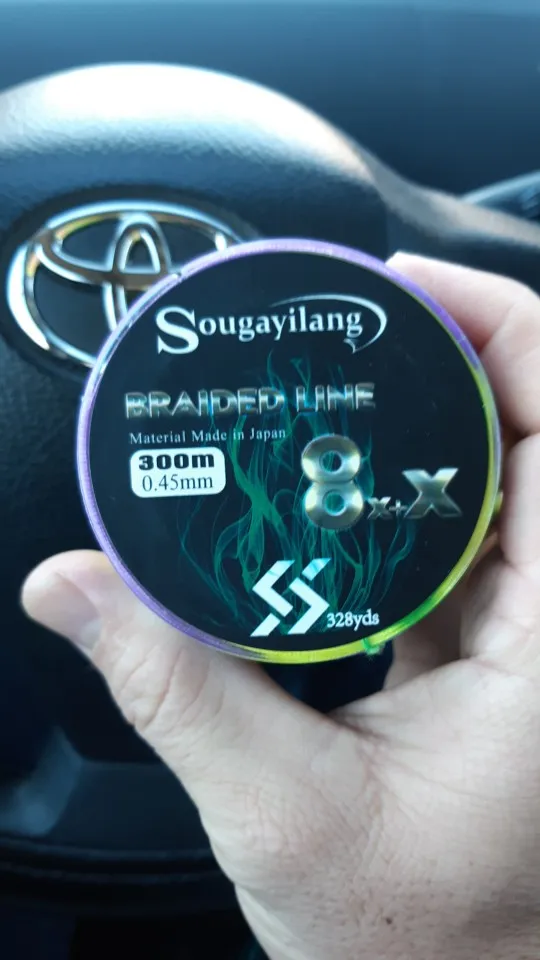 Sougayilang
BRAIDED LINE
Material Made in Japan
300m
0.45mm
8x+X
328yds